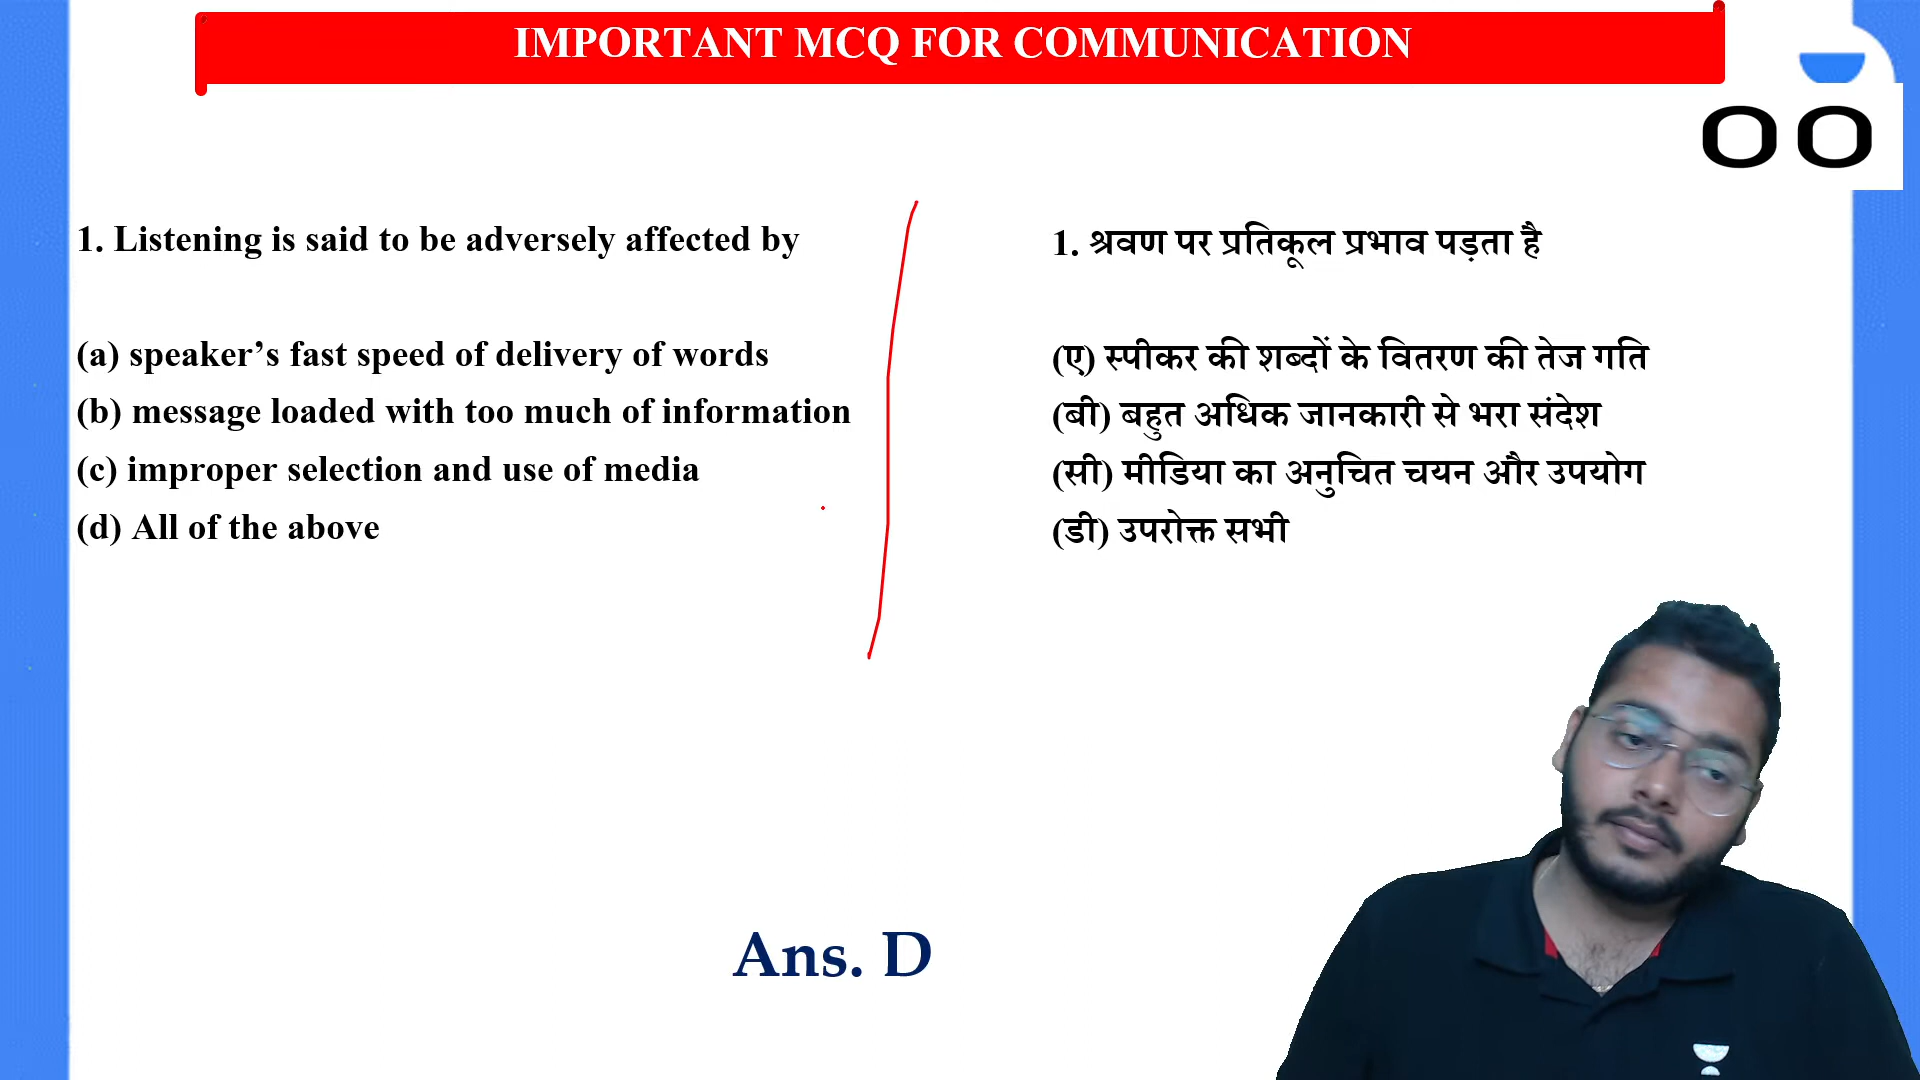 IMPORTANT MCQ FOR COMMUNICATION
00
1. Listening is said to be adversely affected by
(a) speaker’s fast speed of delivery of words
(b) message loaded with too much of information
(c) improper selection and use of media
(d) All of the above
1. श्रवण पर प्रतिकूल प्रभाव पड़ता है
(ए) स्पीकर की शब्दों के वितरण की तेज गति
(बी) बहुत अधिक जानकारी से भरा संदेश
(सी) मीडिया का अनुचित चयन और उपयोग
(डी) उपरोक्त सभी
Ans. D